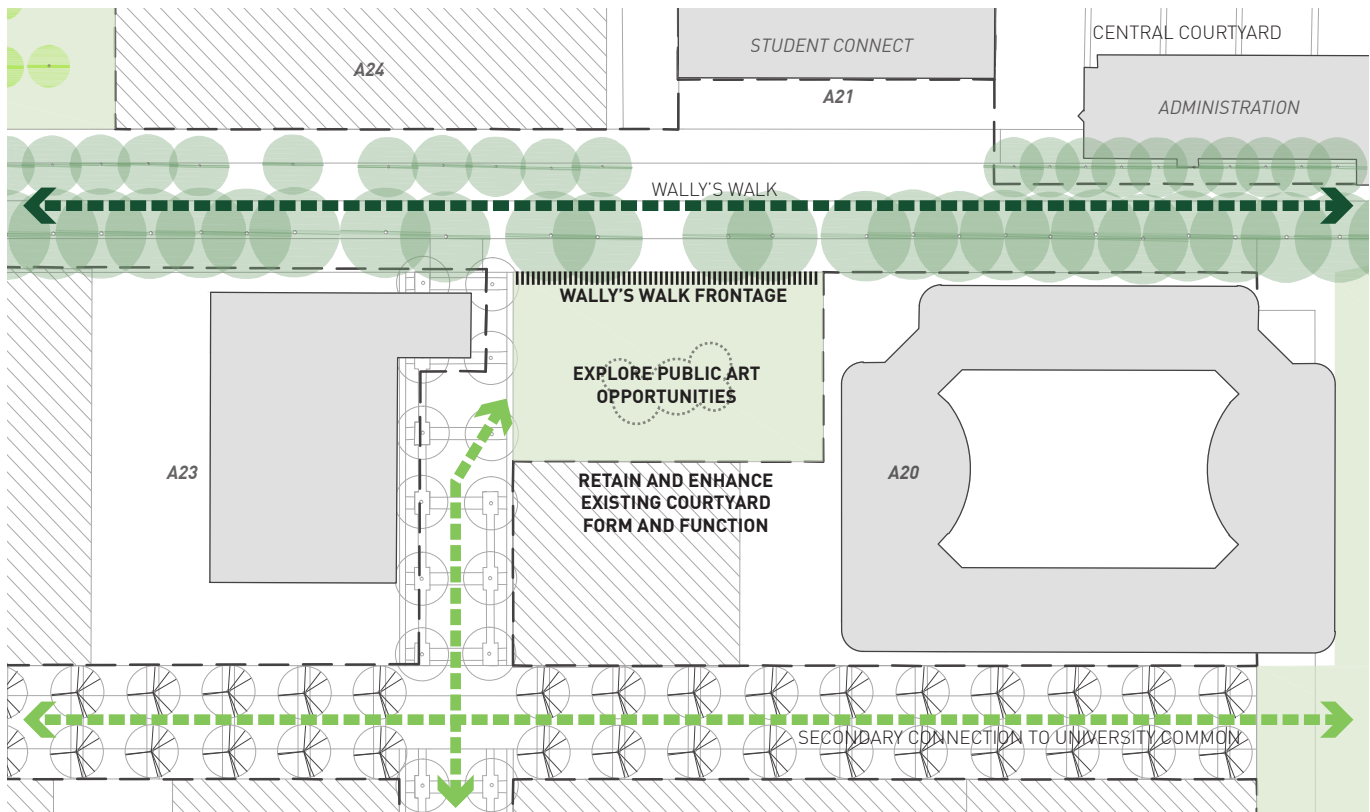 CENTRAL COURTYARD
STUDENT CONNECT
A24
A21
ADMINISTRATION
WALLY'S WALK
WALLY'S WALK FRONTAGE
EXPLORE PUBLIC ART
OPPORTUNITIES
A23
A20
RETAIN AND ENHANCE
EXISTING COURTYARD
FORM AND FUNCTION
SECONDARY CONNECTION TO UNIVERSITY COMMON